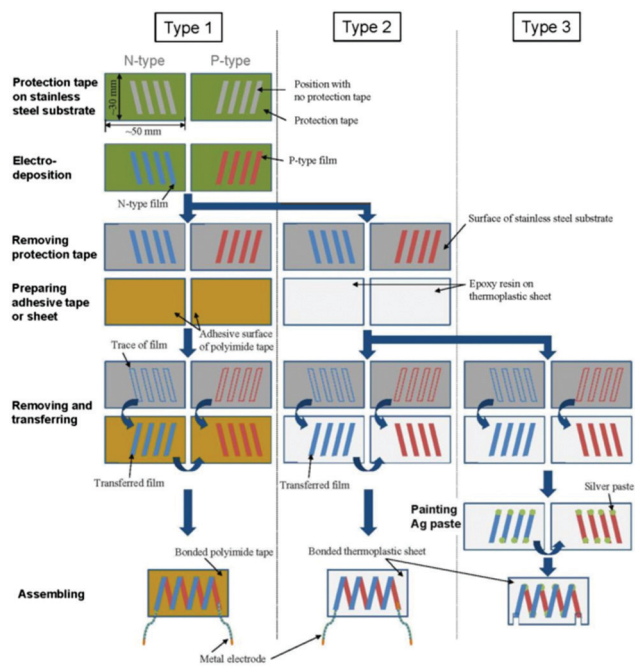 Type 1
Type 2
Type 3
N-type
P-type
Protection tape
on stainless
steel substrate
~30 mm
~50 mm
Position with
no protection tape
Protection tape
Electro-
deposition
P-type film
N-type film
Surface of stainless steel substrate
Removing
protection tape
Preparing
adhesive tape
or sheet
Epoxy resin on
thermoplastic sheet
Adhesive surface
of polyimide tape
Trace of film
Removing and
transferring
Transferred film
Transferred film
Silver paste
Painting
Ag paste
Bonded polyimide tape
Bonded thermoplastic sheet
Assembling
Metal electrode